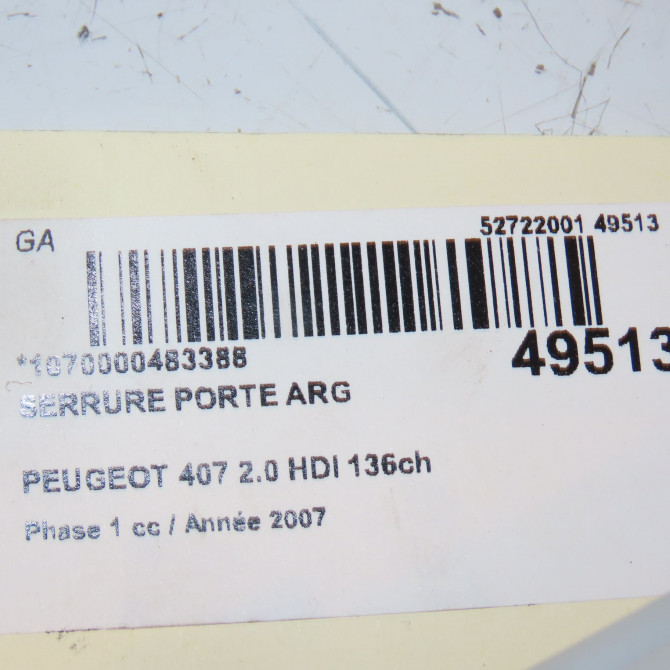 GA
52722001 49513
*1070000483388
49513
SERRURE PORTE ARG
PEUGEOT 407 2.0 HDI 136ch
Phase 1 cc / Année 2007